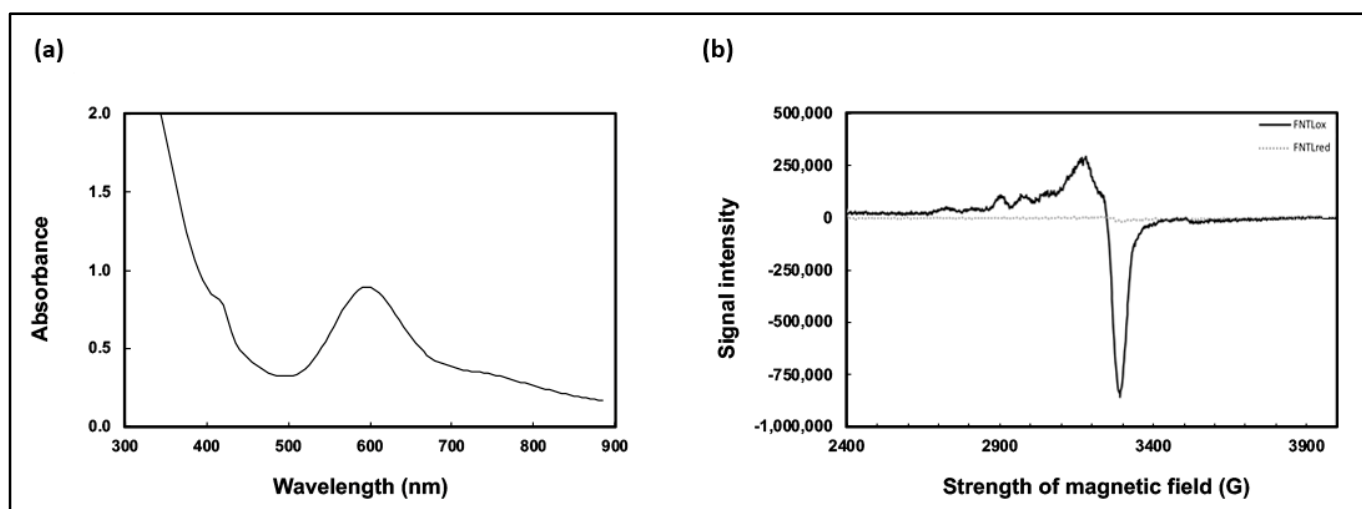 (a)
2.0
1.5
1.0
0.5
0.0
300 400 500 600 700 800 900
Absorbance
Wavelength (nm)
(b)
500,000
250,000
0
-250,000
-500,000
-750,000
-1,000,000
2400 2900 3400 3900
FNTLox
FNTLred
Signal intensity
Strength of magnetic field (G)